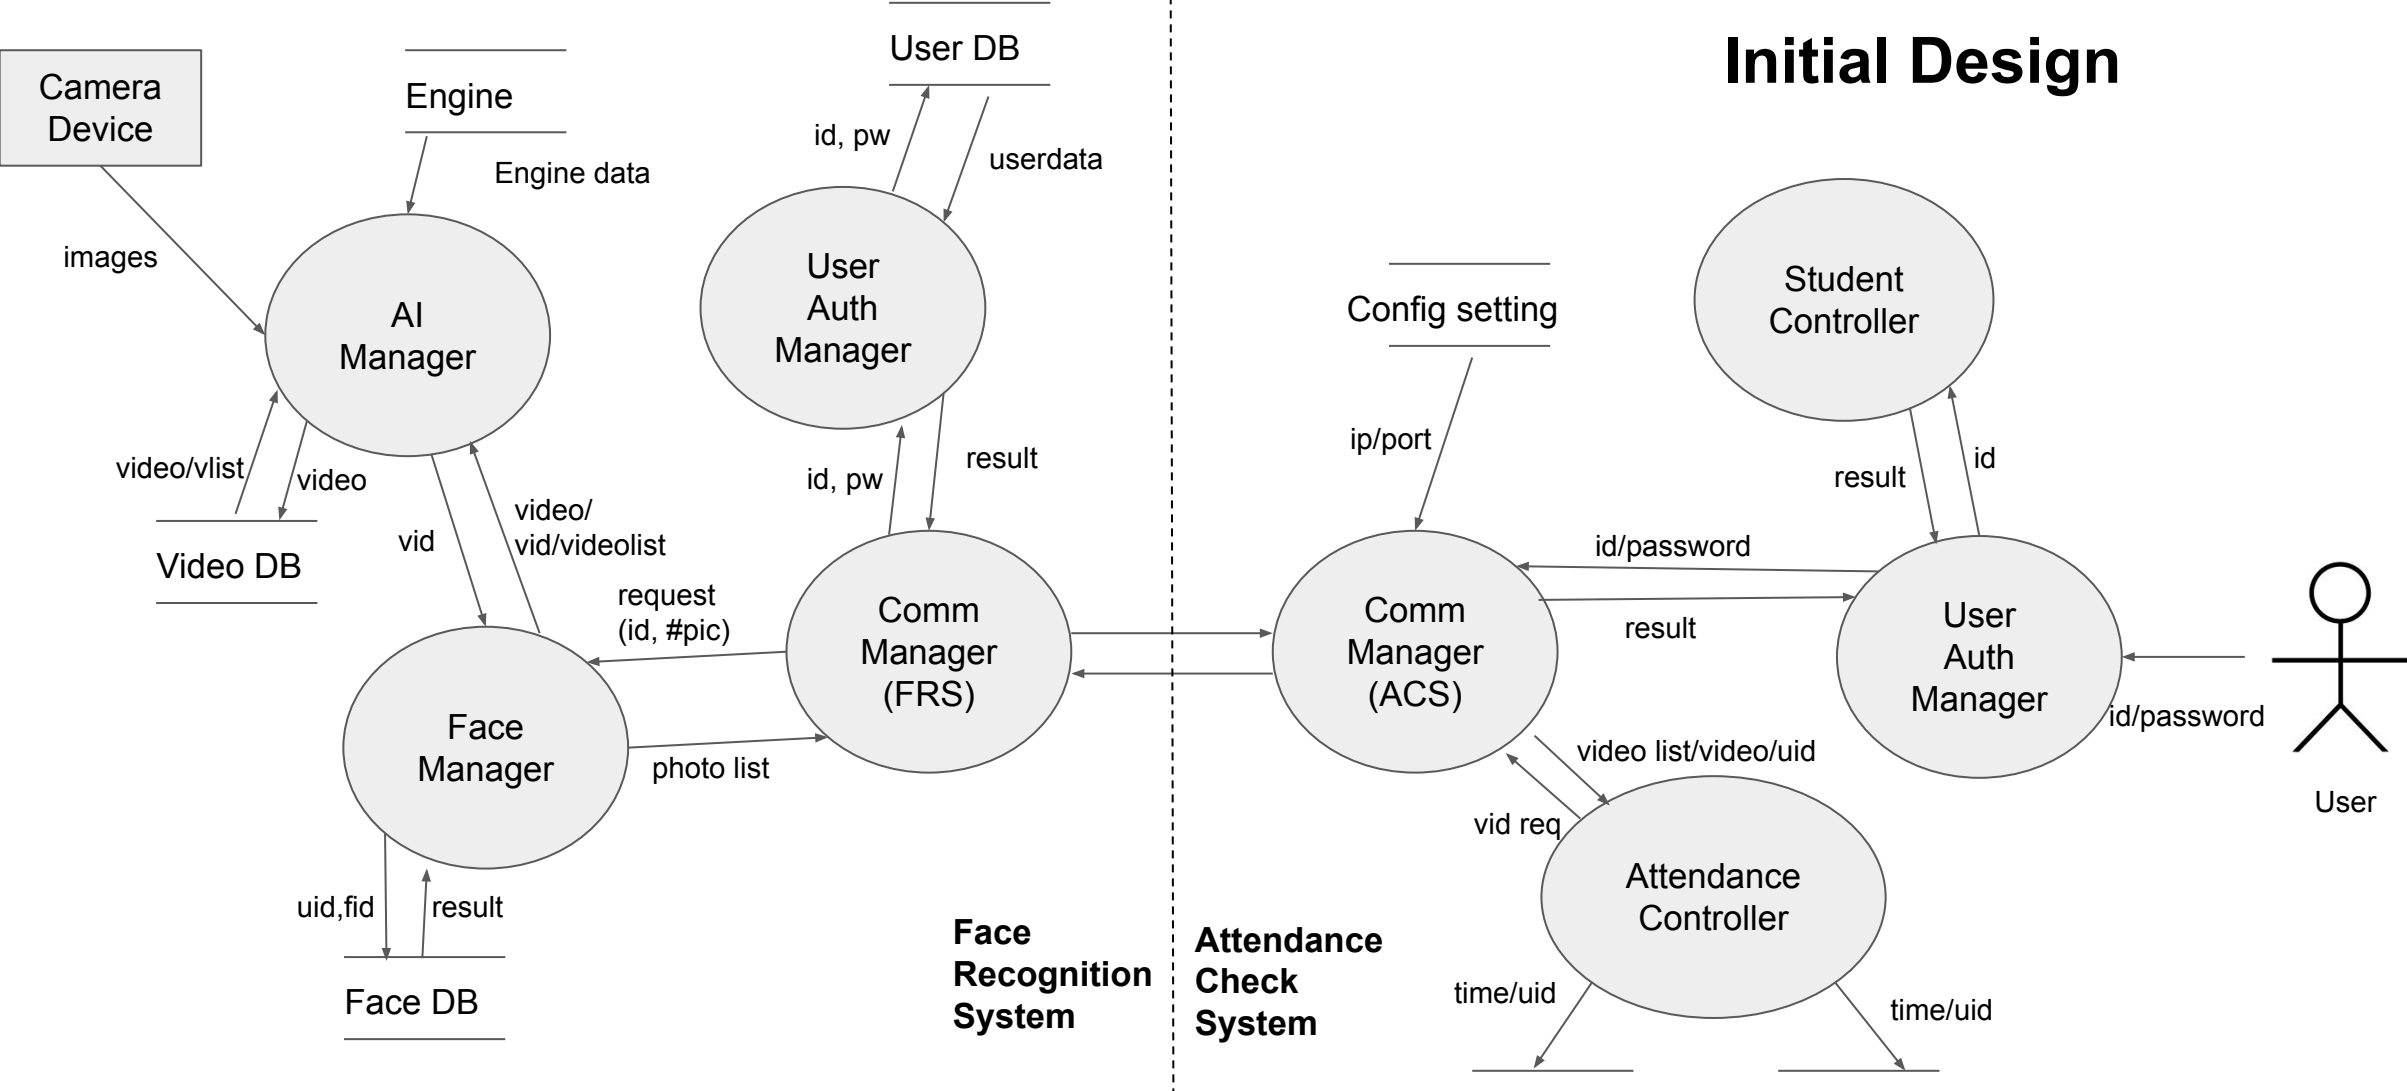 Initial Design
Camera
Device
Engine
User DB
Engine data
id, pw
userdata
images
AI
Manager
User
Auth
Manager
Config setting
Student
Controller
video/vlist
video
Video DB
vid
video/
vid/videolist
id, pw
result
ip/port
result
id
id/password
result
request
(id, #pic)
Comm
Manager
(FRS)
Comm
Manager
(ACS)
User
Auth
Manager
id/password
User
Face
Manager
photo list
video list/video/uid
vid req
Attendance
Controller
uid,fid
result
Face DB
Face
Recognition
System
Attendance
Check
System
time/uid
time/uid